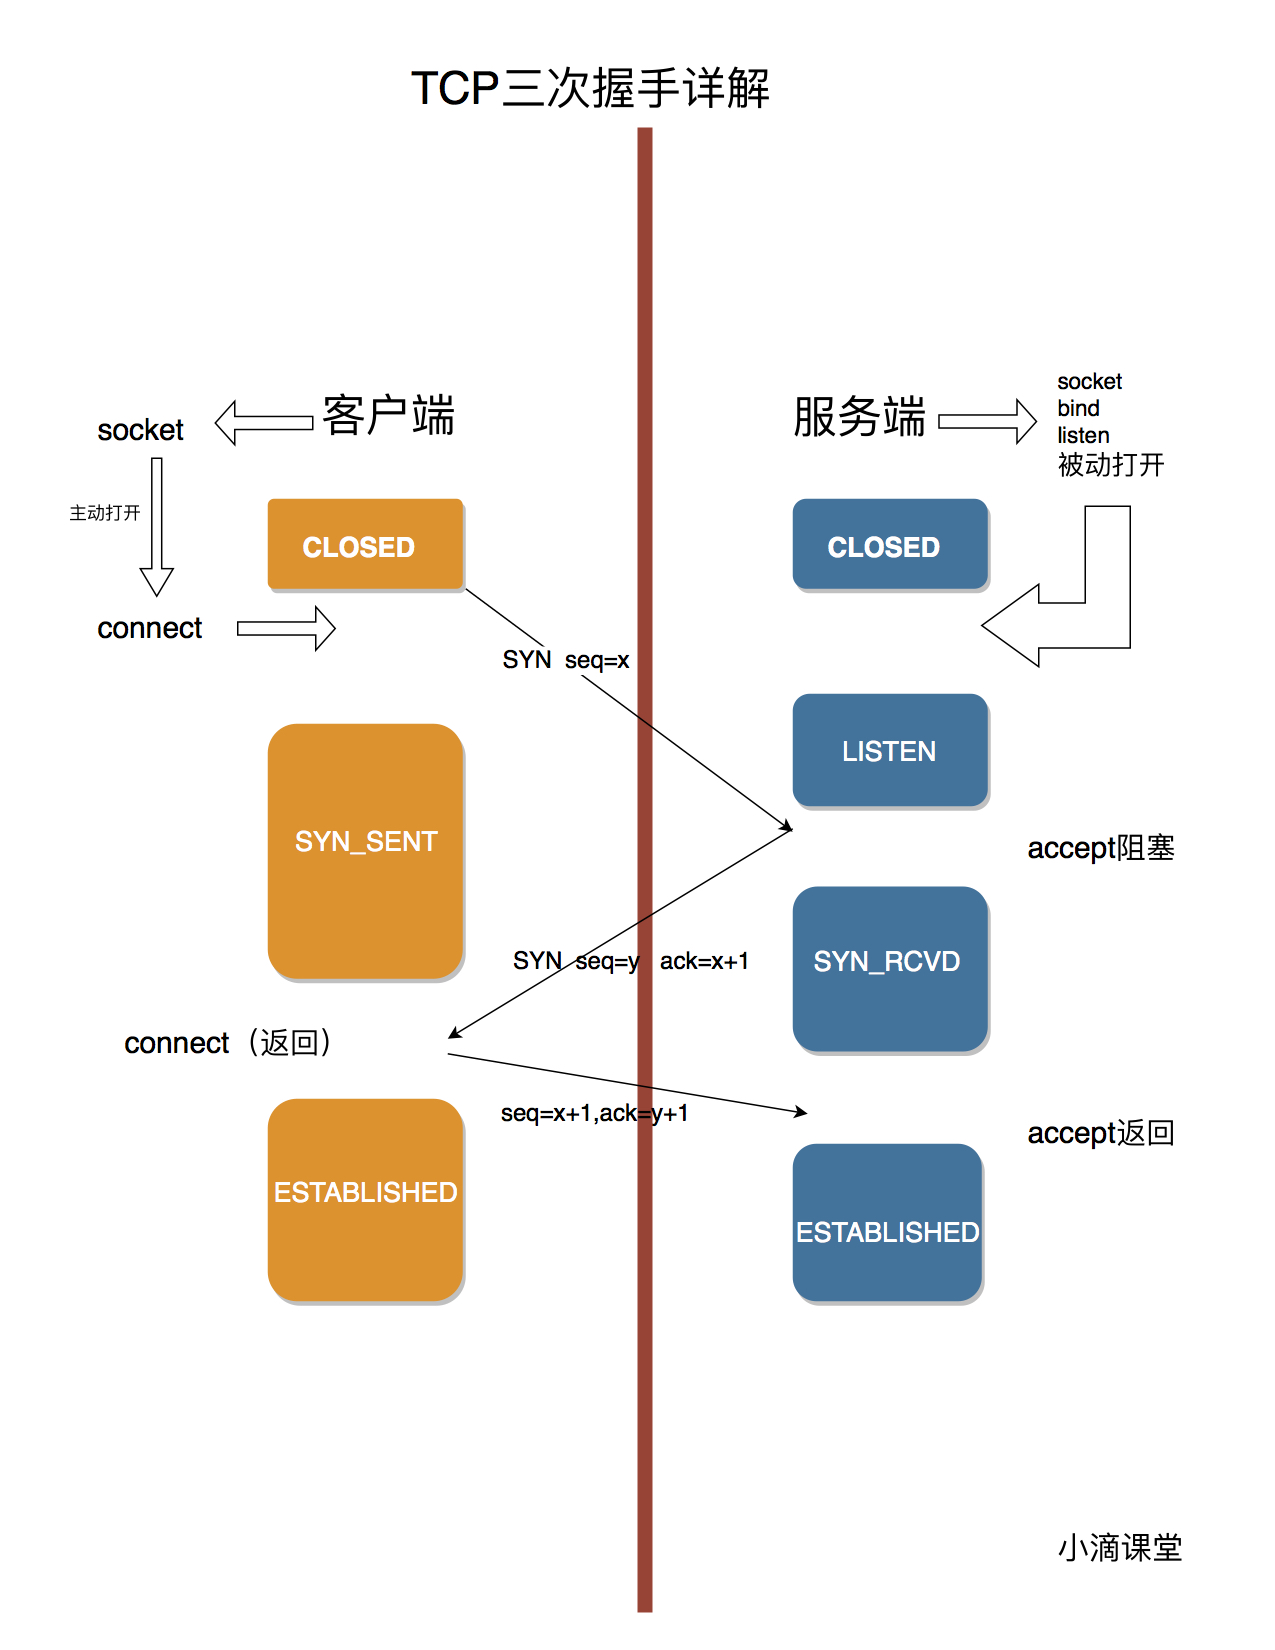 TCP三次握手详解
客户端
服务端
socket
bind
listen
被动打开
socket
主动打开
connect
CLOSED
CLOSED
SYN seq=x
LISTEN
SYN_SENT
accept阻塞
SYN seq=y ack=x+1
SYN_RCVD
connect（返回）
seq=x+1,ack=y+1
accept返回
ESTABLISHED
ESTABLISHED
小滴课堂